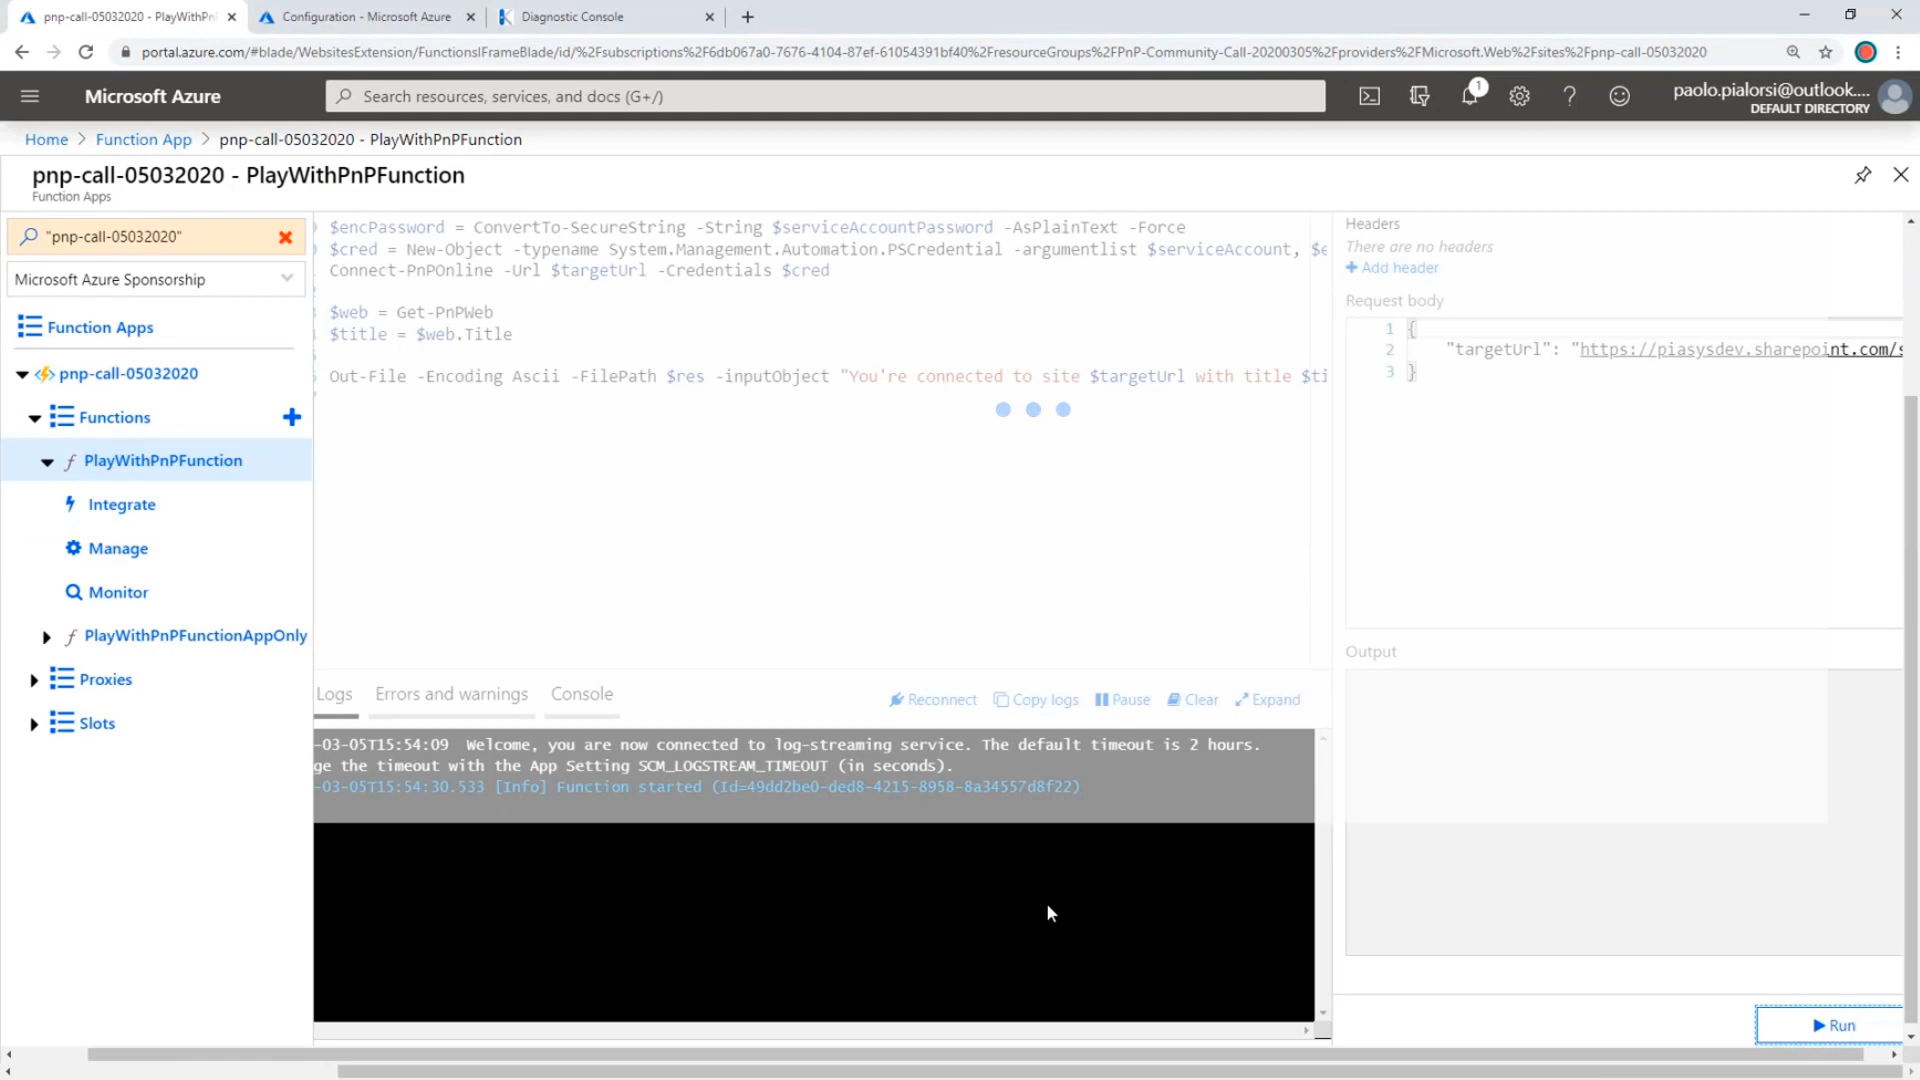 pnp-call-05032020 - PlayWithPnP
Configuration - Microsoft Azure
Diagnostic Console
portal.azure.com/#blade/WebsitesExtension/FunctionsIFrameBlade/id/%2Fsubscriptions%2F6db067a0-7676-4104-87ef-61054391bf40%2FresourceGroups%2FPnP-Community-Call-20200305%2Fproviders%2FMicrosoft.Web%2Fsites%2Fpnp-call-05032020
Microsoft Azure
Search resources, services, and docs (G+/)
1
paolo.pialorsi@outlook....
DEFAULT DIRECTORY
Home > Function App > pnp-call-05032020 - PlayWithPnPFunction
pnp-call-05032020 - PlayWithPnPFunction
Function Apps
"pnp-call-05032020"
Microsoft Azure Sponsorship
Function Apps
pnp-call-05032020
Functions
PlayWithPnPFunction
Integrate
Manage
Monitor
PlayWithPnPFunctionAppOnly
Proxies
Slots
$encPassword = ConvertTo-SecureString -String $serviceAccountPassword -AsPlainText -Force
$cred = New-Object -typename System.Management.Automation.PSCredential -argumentlist $serviceAccount, $e
Connect-PnPOnline -Url $targetUrl -Credentials $cred
$web = Get-PnPWeb
$title = $web.Title
Out-File -Encoding Ascii -FilePath $res -inputObject "You're connected to site $targetUrl with title $ti
Logs
Errors and warnings
Console
Reconnect
Copy logs
Pause
Clear
Expand
-03-05T15:54:09 Welcome, you are now connected to log-streaming service. The default timeout is 2 hours.
ge the timeout with the App Setting SCM_LOGSTREAM_TIMEOUT (in seconds).
-03-05T15:54:30.533 [Info] Function started (Id=49dd2be0-ded8-4215-8958-8a34557d8f22)
Headers
There are no headers
Add header
Request body
1 {
2 "targetUrl": "https://piasysdev.sharepoint.com/s
3 }
Output
Run